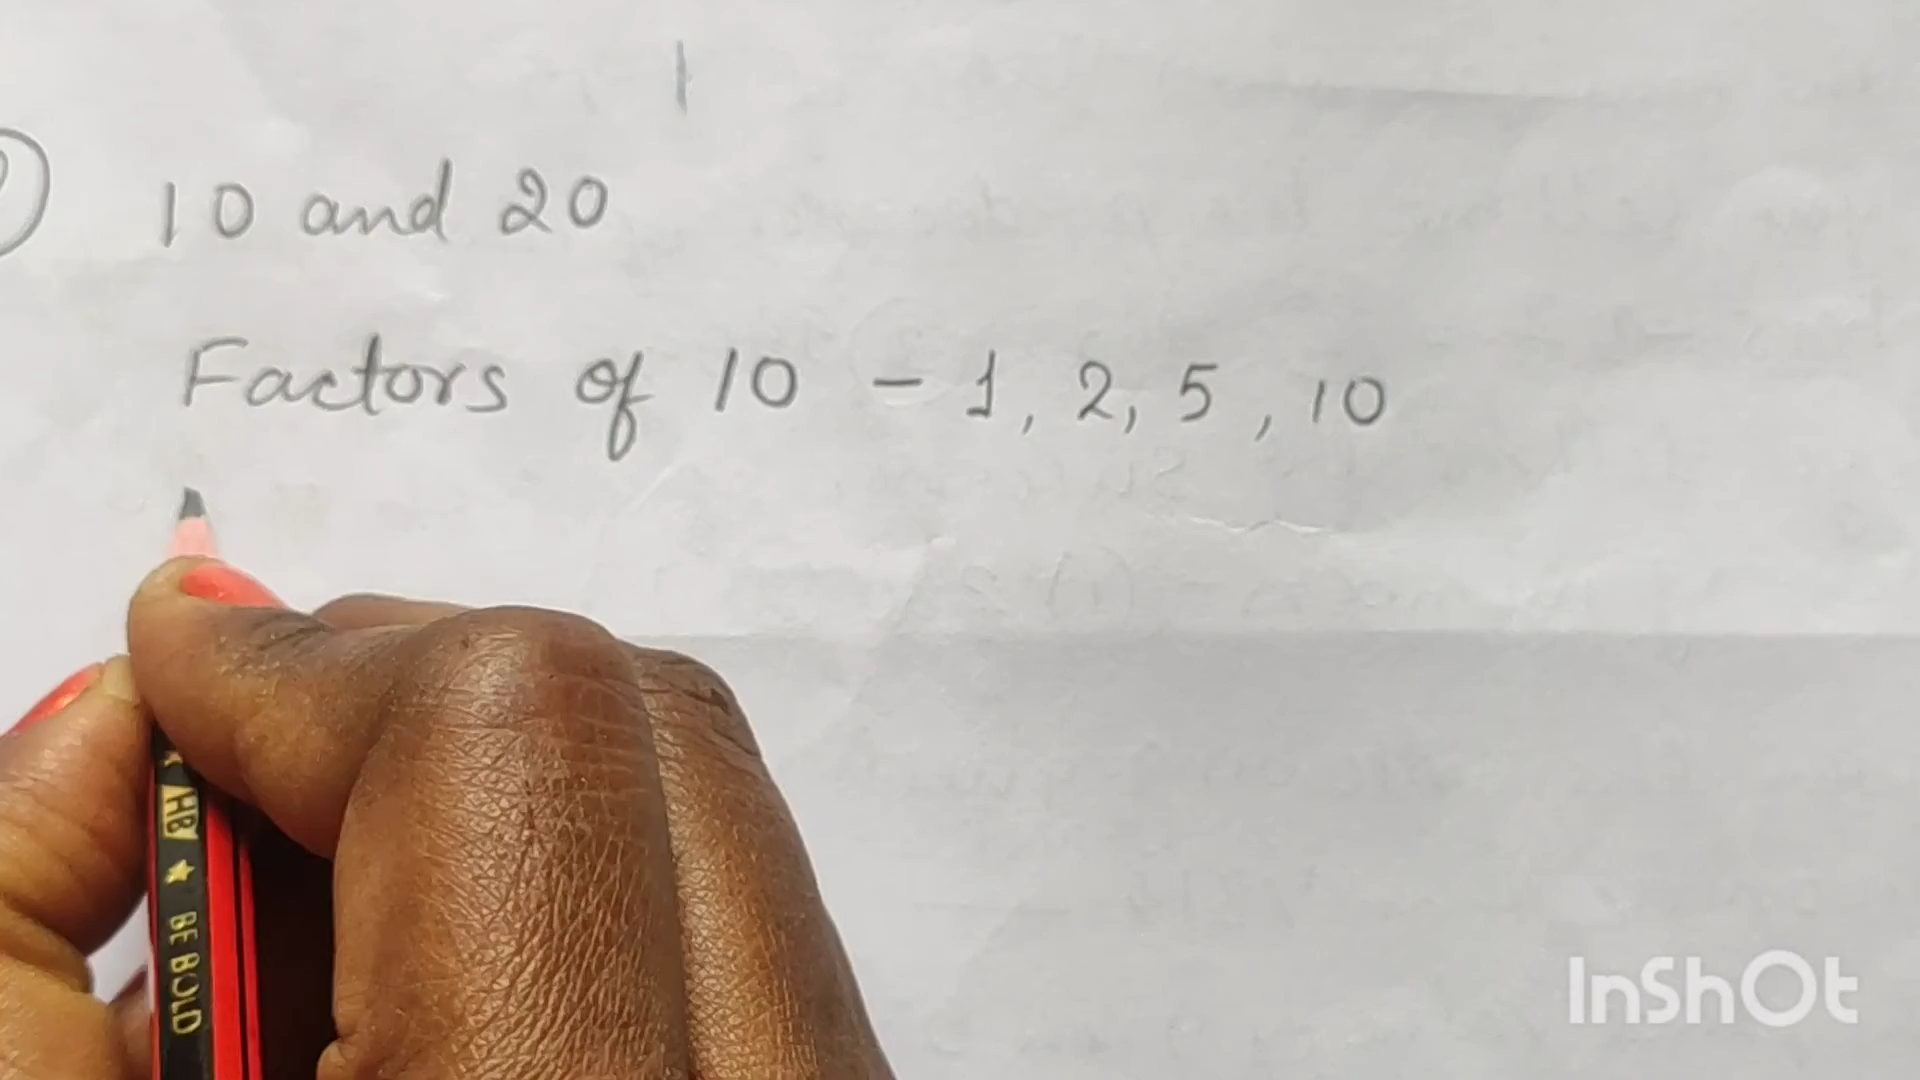 10 and 20
Factors of 10 - 1, 2, 5, 10
HB ★ BE BOLD
InShOt